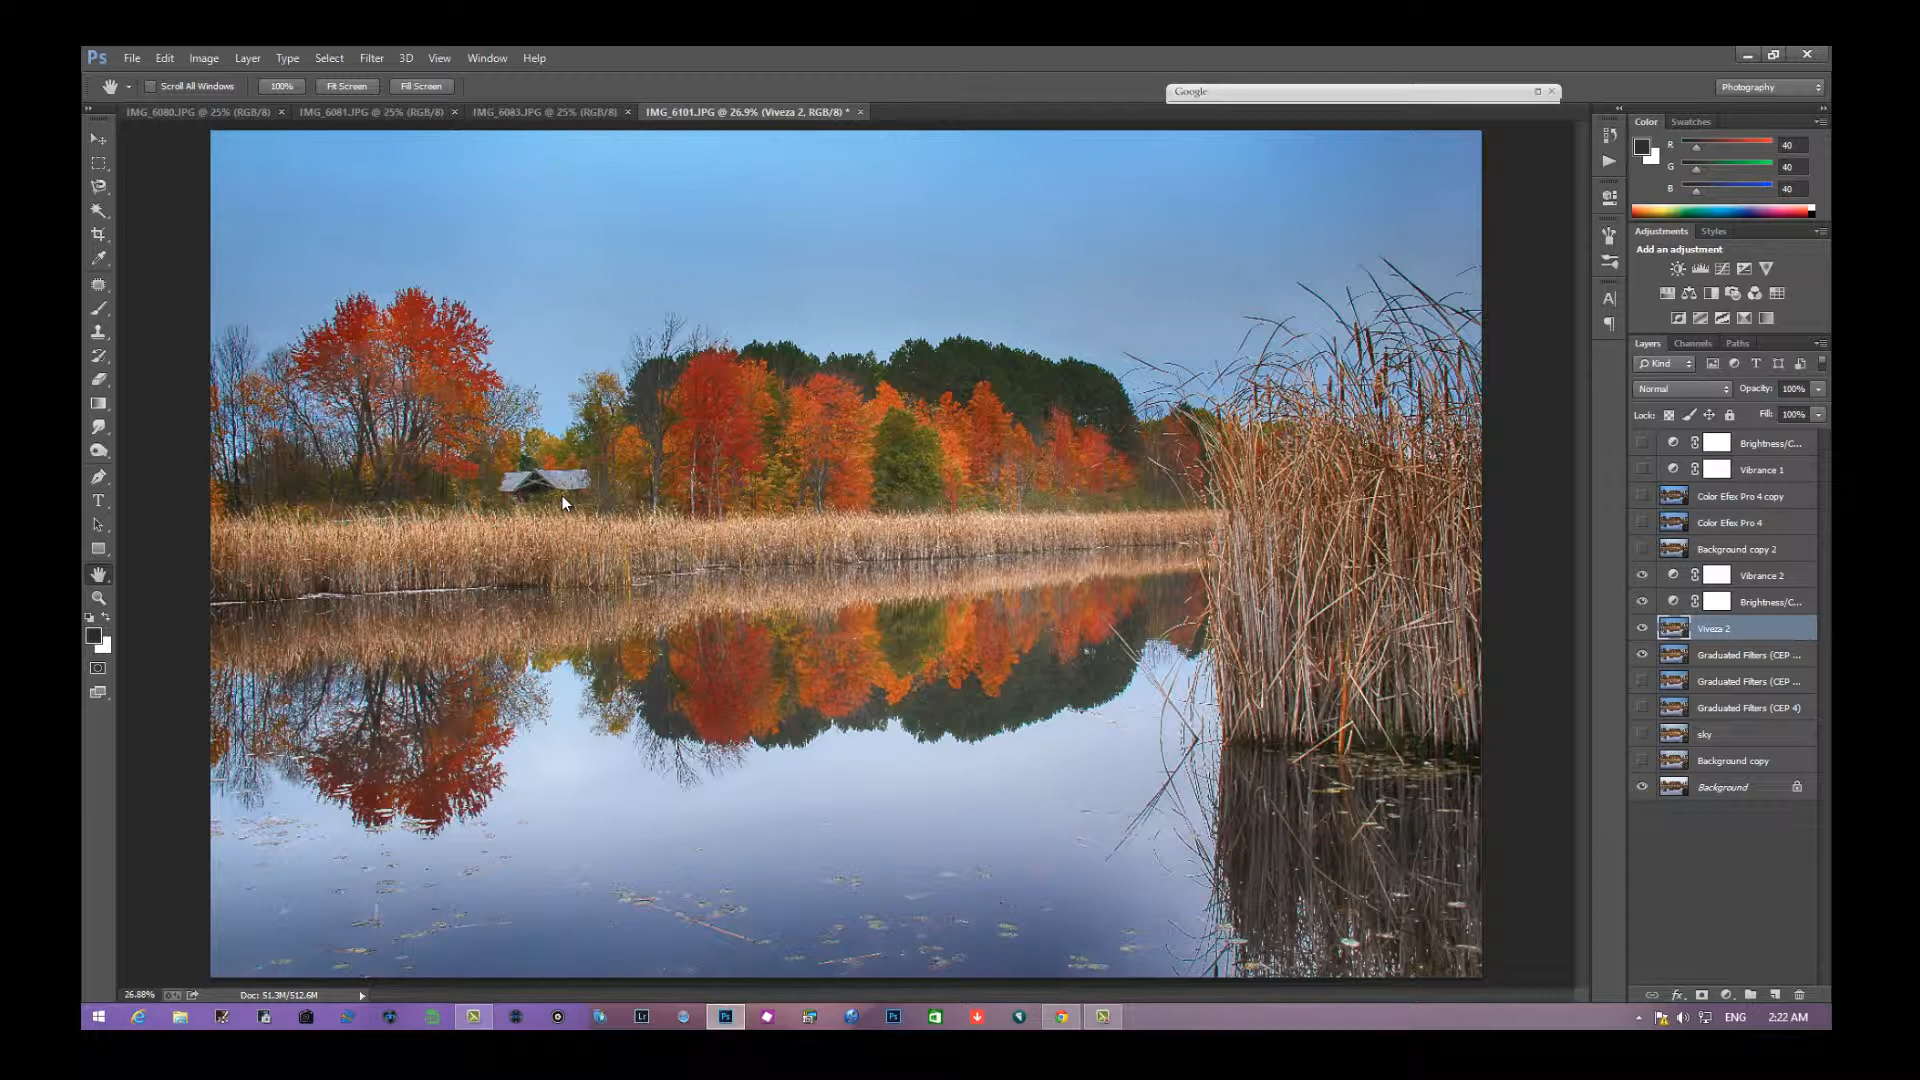 Ps File Edit Image Layer Type Select Filter 3D View Window Help
Scroll All Windows 100% Fit Screen Fill Screen
Google
Photography
IMG_6080.JPG @ 25% (RGB/8) IMG_6081.JPG @ 25% (RGB/8) IMG_6083.JPG @ 25% (RGB/8) IMG_6101.JPG @ 26.9% (Viveza 2, RGB/8) *
Color Swatches
R 40
G 40
B 40
Adjustments Styles
Add an adjustment
Layers Channels Paths
Kind
Normal Opacity: 100%
Lock: Fill: 100%
Brightness/C...
Vibrance 1
Color Efex Pro 4 copy
Color Efex Pro 4
Background copy 2
Vibrance 2
Brightness/C...
Viveza 2
Graduated Filters (CEP ...
Graduated Filters (CEP ...
Graduated Filters (CEP 4)
sky
Background copy
Background
26.88% Doc: 51.3M/512.6M
Lr Ps Ps ENG 2:22 AM